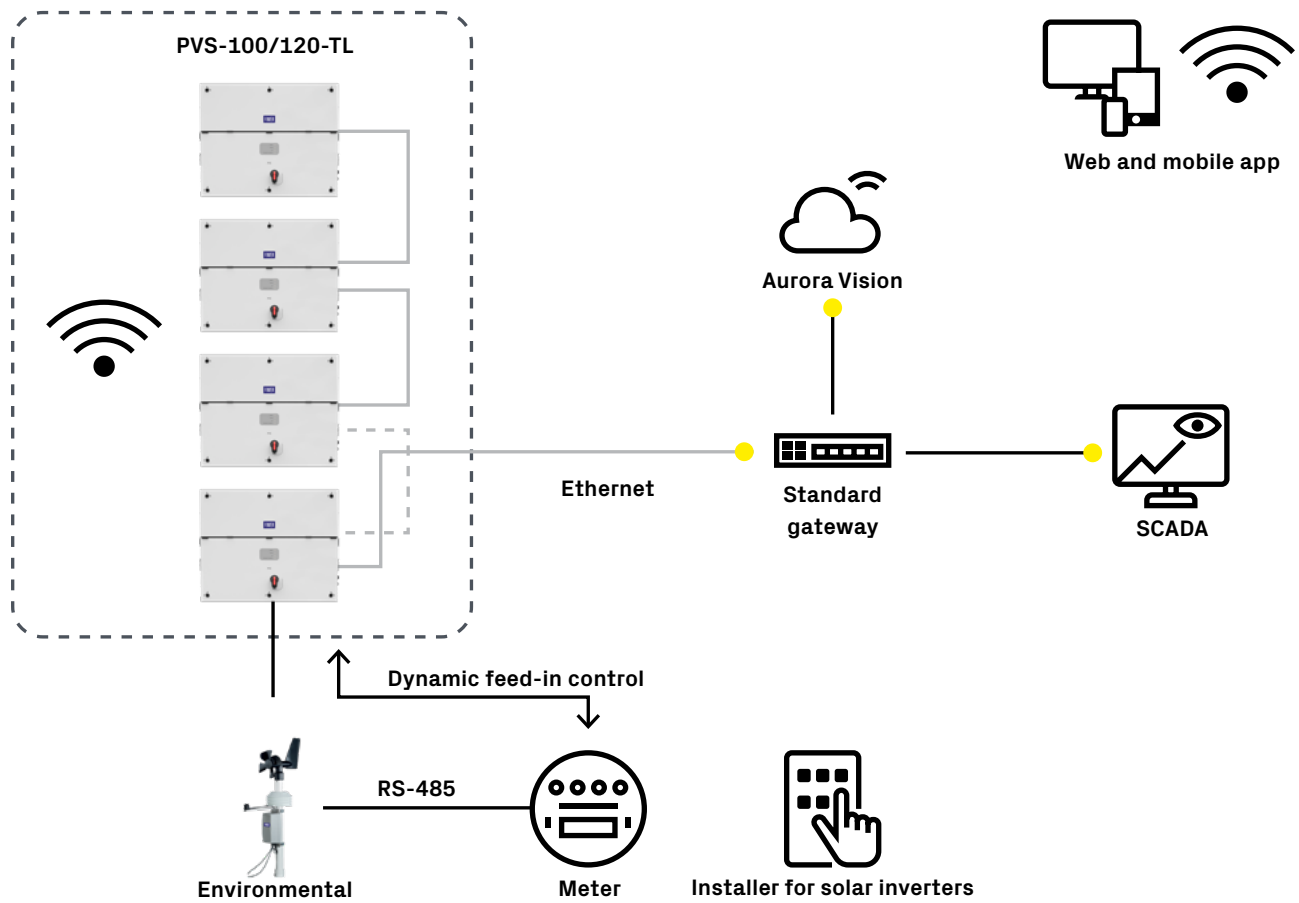 PVS-100/120-TL
Web and mobile app
Aurora Vision
Ethernet
Standard
gateway
SCADA
Dynamic feed-in control
RS-485
Environmental
Meter
Installer for solar inverters